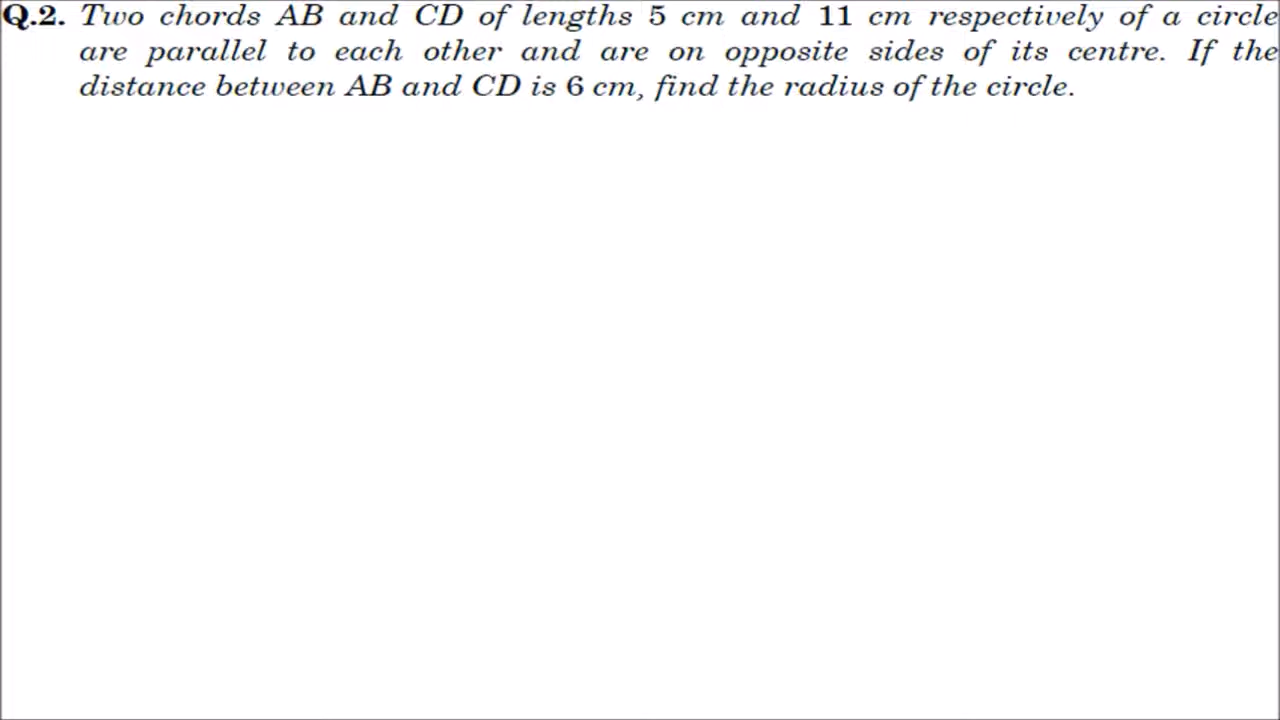 Q.2. Two chords AB and CD of lengths 5 cm and 11 cm respectively of a circle
are parallel to each other and are on opposite sides of its centre. If the
distance between AB and CD is 6 cm, find the radius of the circle.